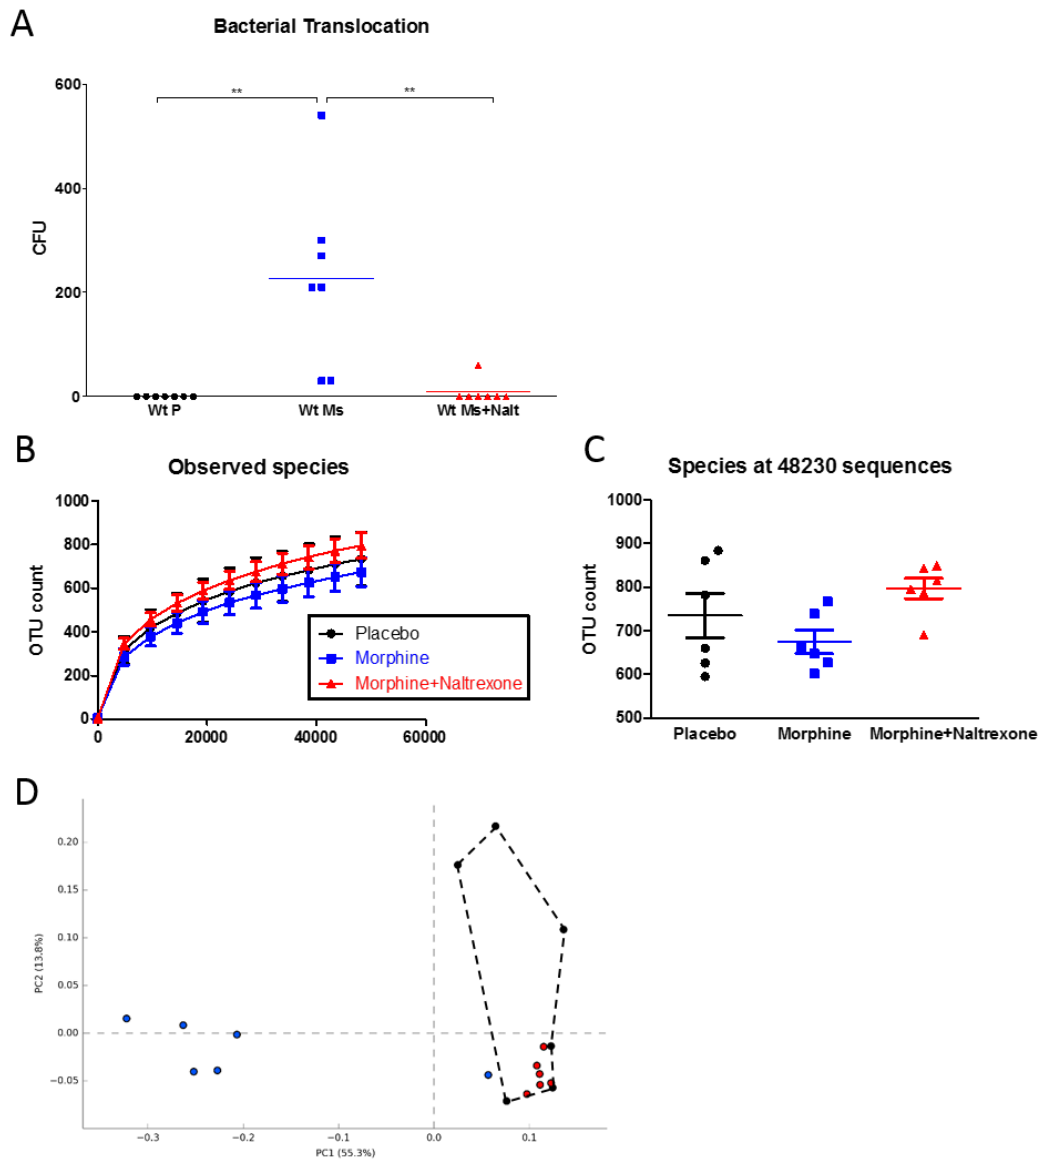 A
Bacterial Translocation
600
400
200
0
CFU
**
**
Wt P
Wt Ms
Wt Ms+Nalt
B
Observed species
1000
800
600
400
200
0
OTU count
0
20000
40000
60000
Placebo
Morphine
Morphine+Naltrexone
C
Species at 48230 sequences
1000
900
800
700
600
500
OTU count
Placebo
Morphine
Morphine+Naltrexone
D
0.20
0.15
0.10
0.05
0.00
−0.05
PC2 (13.8%)
−0.3
−0.2
−0.1
0.0
0.1
PC1 (55.3%)